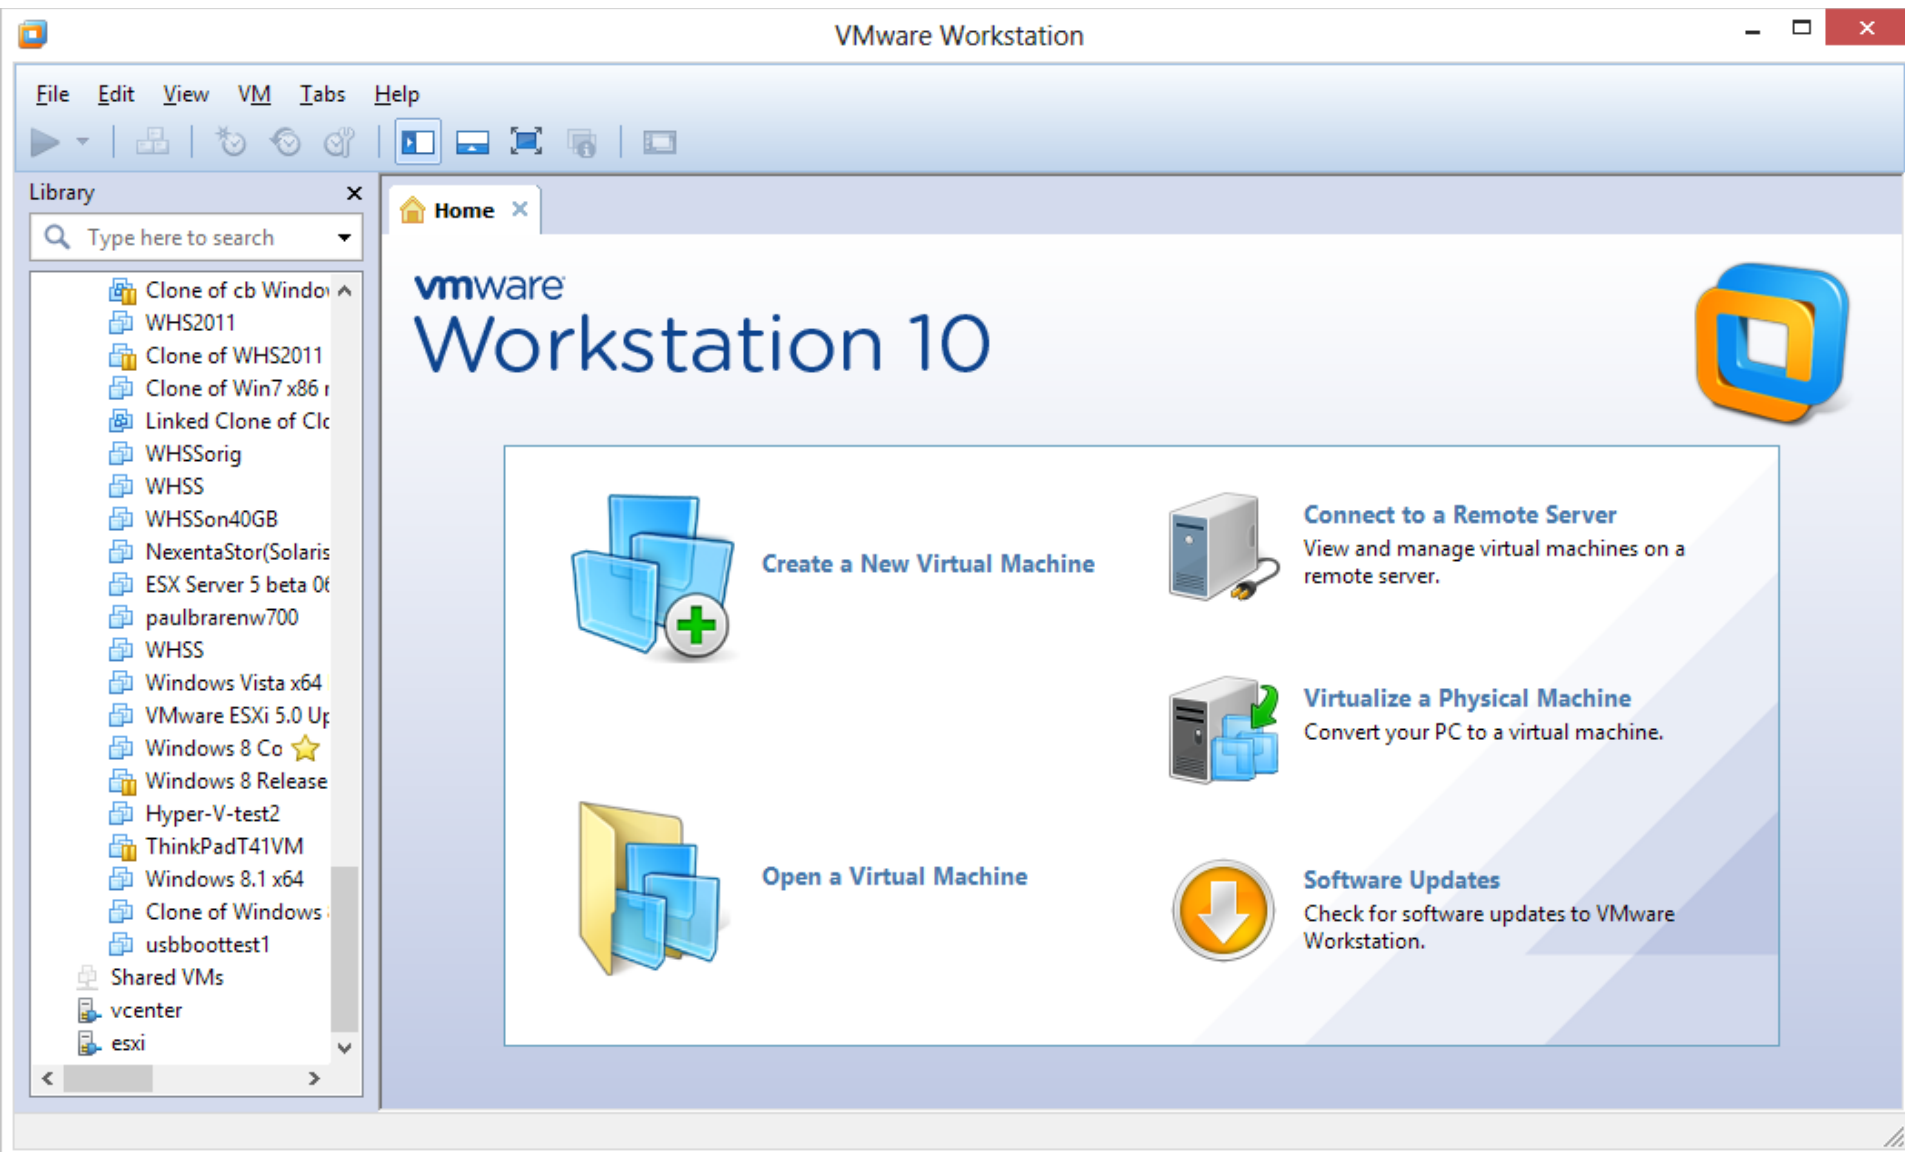 VMware Workstation
File Edit View VM Tabs Help
Library
Type here to search
Clone of cb Windo
WHS2011
Clone of WHS2011
Clone of Win7 x86
Linked Clone of Clo
WHSSorig
WHSS
WHSSon40GB
NexentaStor(Solaris
ESX Server 5 beta 06
paulbrarenw700
WHSS
Windows Vista x64
VMware ESXi 5.0 Up
Windows 8 Co
Windows 8 Release
Hyper-V-test2
ThinkPadT41VM
Windows 8.1 x64
Clone of Windows
usbboottest1
Shared VMs
vcenter
esxi
Home
vmware
Workstation 10
Create a New Virtual Machine
Open a Virtual Machine
Connect to a Remote Server
View and manage virtual machines on a
remote server.
Virtualize a Physical Machine
Convert your PC to a virtual machine.
Software Updates
Check for software updates to VMware
Workstation.